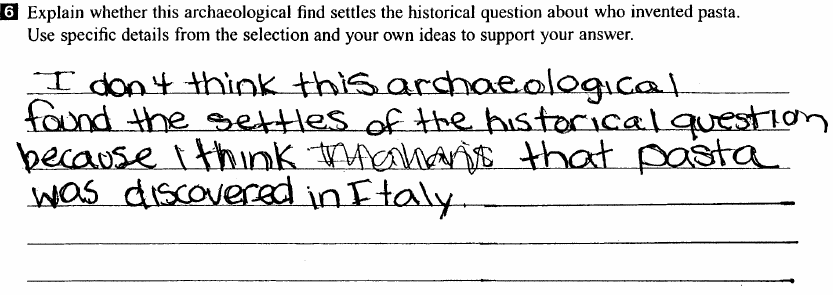 6 Explain whether this archaeological find settles the historical question about who invented pasta.
Use specific details from the selection and your own ideas to support your answer.
I don't think this archaeological
found the settles of the historical question
because I think that pasta
was discovered in Italy.